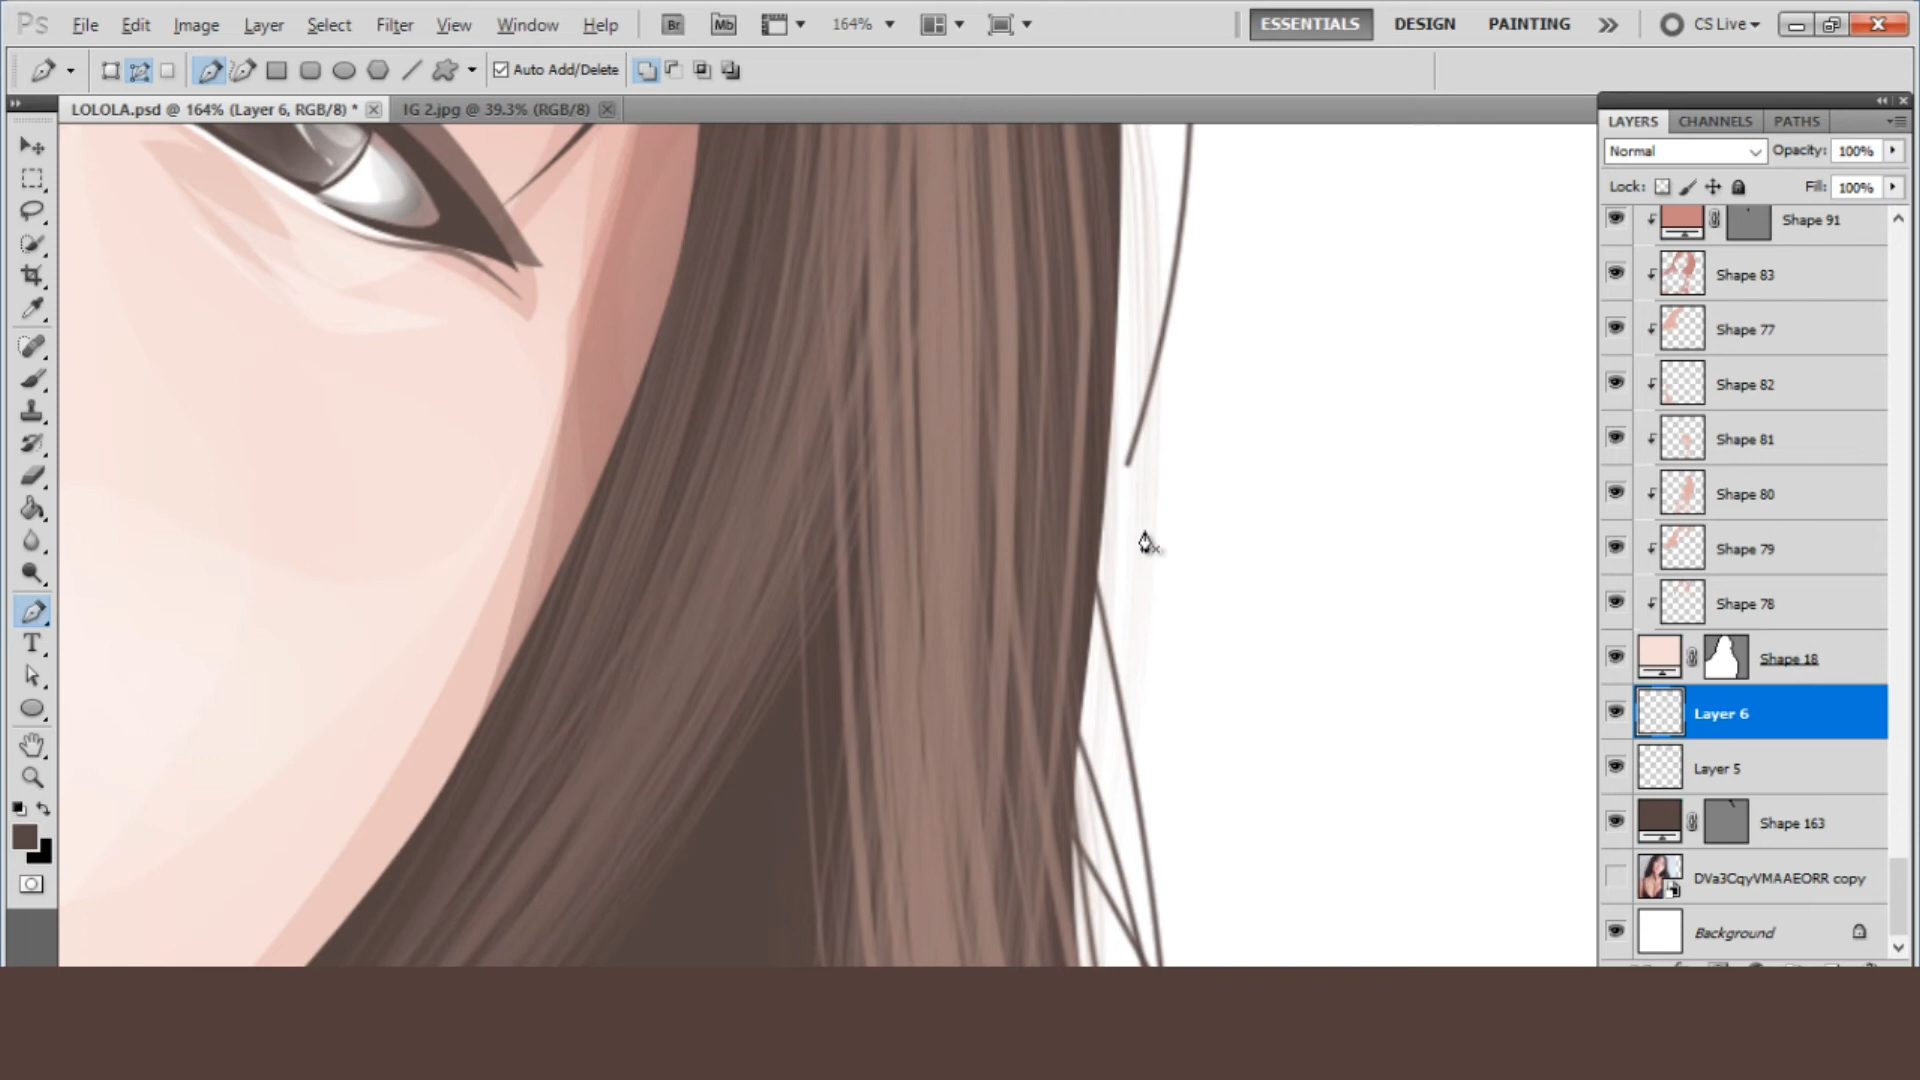 Ps File Edit Image Layer Select Filter View Window Help Br Mb 164% ESSENTIALS DESIGN PAINTING CS Live
Auto Add/Delete
LOLOLA.psd @ 164% (Layer 6, RGB/8) * IG 2.jpg @ 39.3% (RGB/8)
LAYERS CHANNELS PATHS
Normal Opacity: 100%
Lock: Fill: 100%
Shape 91
Shape 83
Shape 77
Shape 82
Shape 81
Shape 80
Shape 79
Shape 78
Shape 18
Layer 6
Layer 5
Shape 163
DVa3CqyVMAAEORR copy
Background